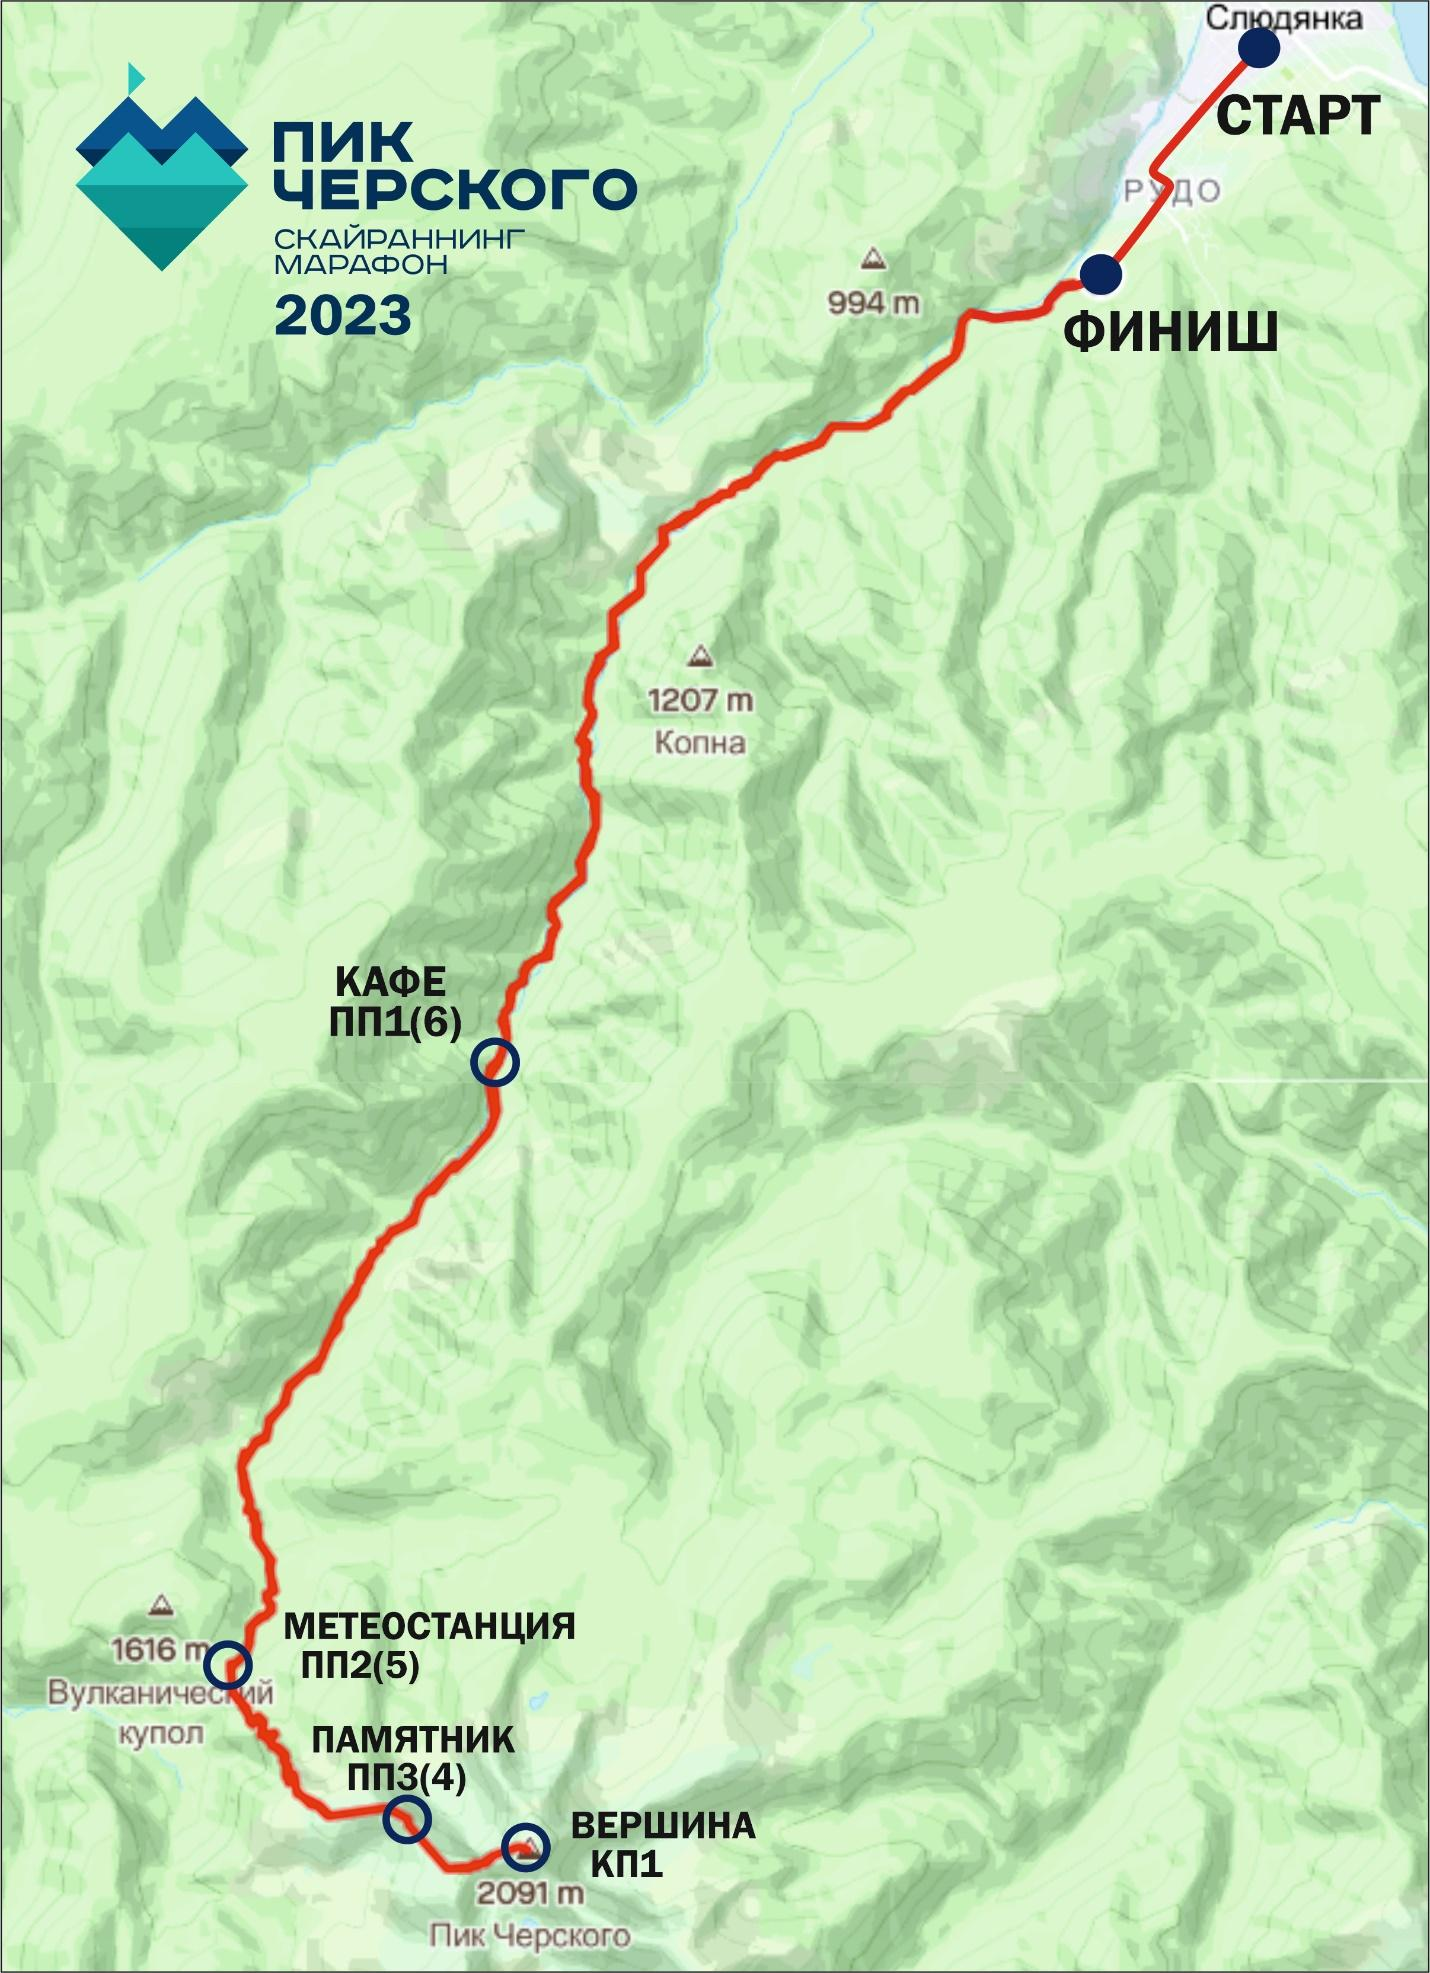 Слюдянка
СТАРТ
ПИК
ЧЕРСКОГО
СКАЙРАННИНГ
МАРАФОН
2023
РУДО
994 m
ФИНИШ
1207 m
Копна
КАФЕ
ПП1(6)
МЕТЕОСТАНЦИЯ
ПП2(5)
1616 m
Вулканический
купол
ПАМЯТНИК
ПП3(4)
ВЕРШИНА
КП1
2091 m
Пик Черского